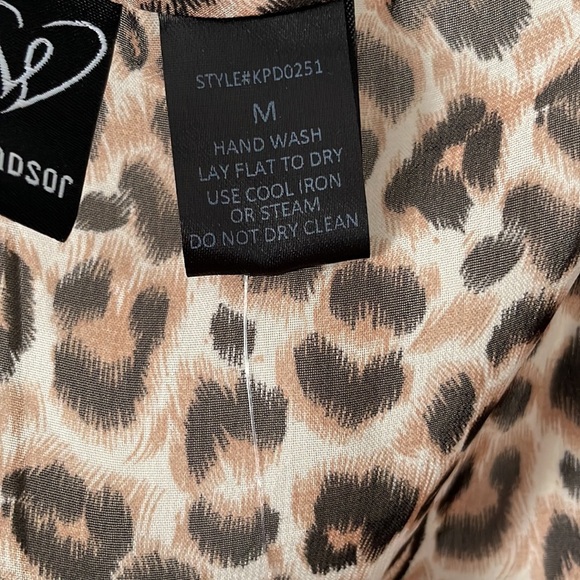 STYLE#KPD0251
M
HAND WASH
LAY FLAT TO DRY
USE COOL IRON
OR STEAM
DO NOT DRY CLEAN